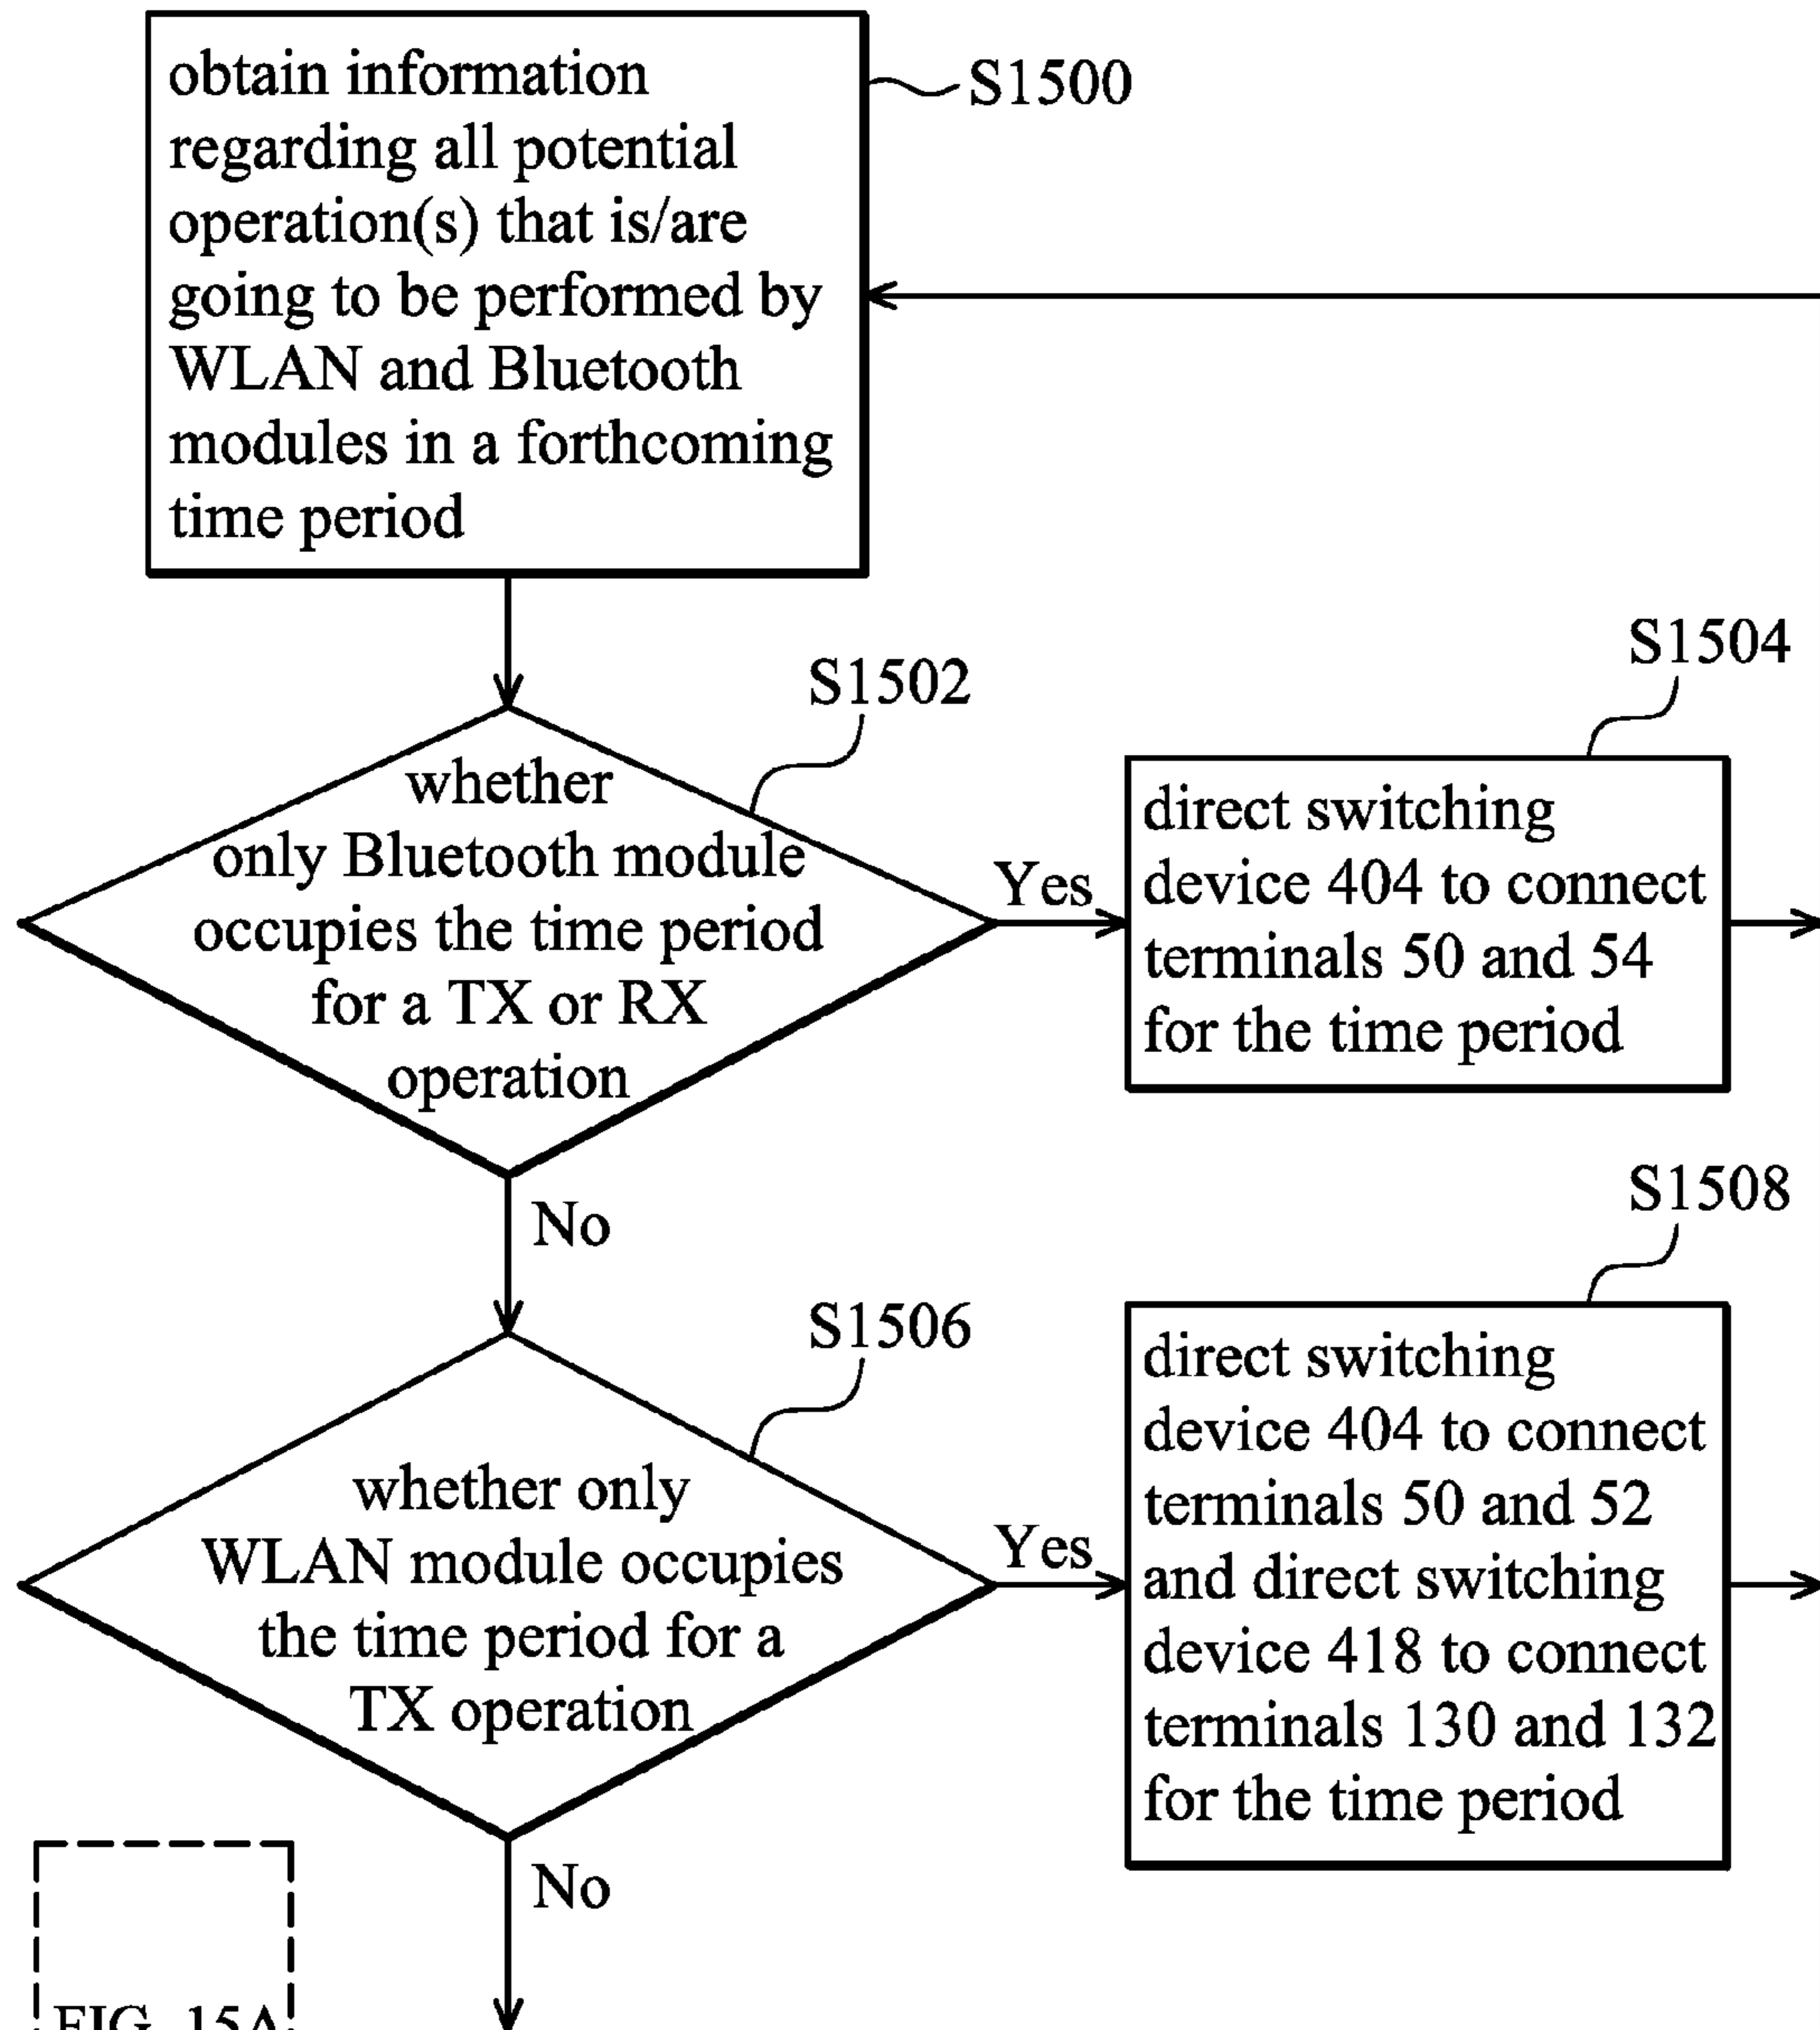 obtain information
regarding all potential
operation(s) that is/are
going to be performed by
WLAN and Bluetooth
modules in a forthcoming
time period
S1500
S1502
whether
only Bluetooth module
occupies the time period
for a TX or RX
operation
Yes
S1504
direct switching
device 404 to connect
terminals 50 and 54
for the time period
No
S1506
whether only
WLAN module occupies
the time period for a
TX operation
Yes
S1508
direct switching
device 404 to connect
terminals 50 and 52
and direct switching
device 418 to connect
terminals 130 and 132
for the time period
No
FIG. 15A